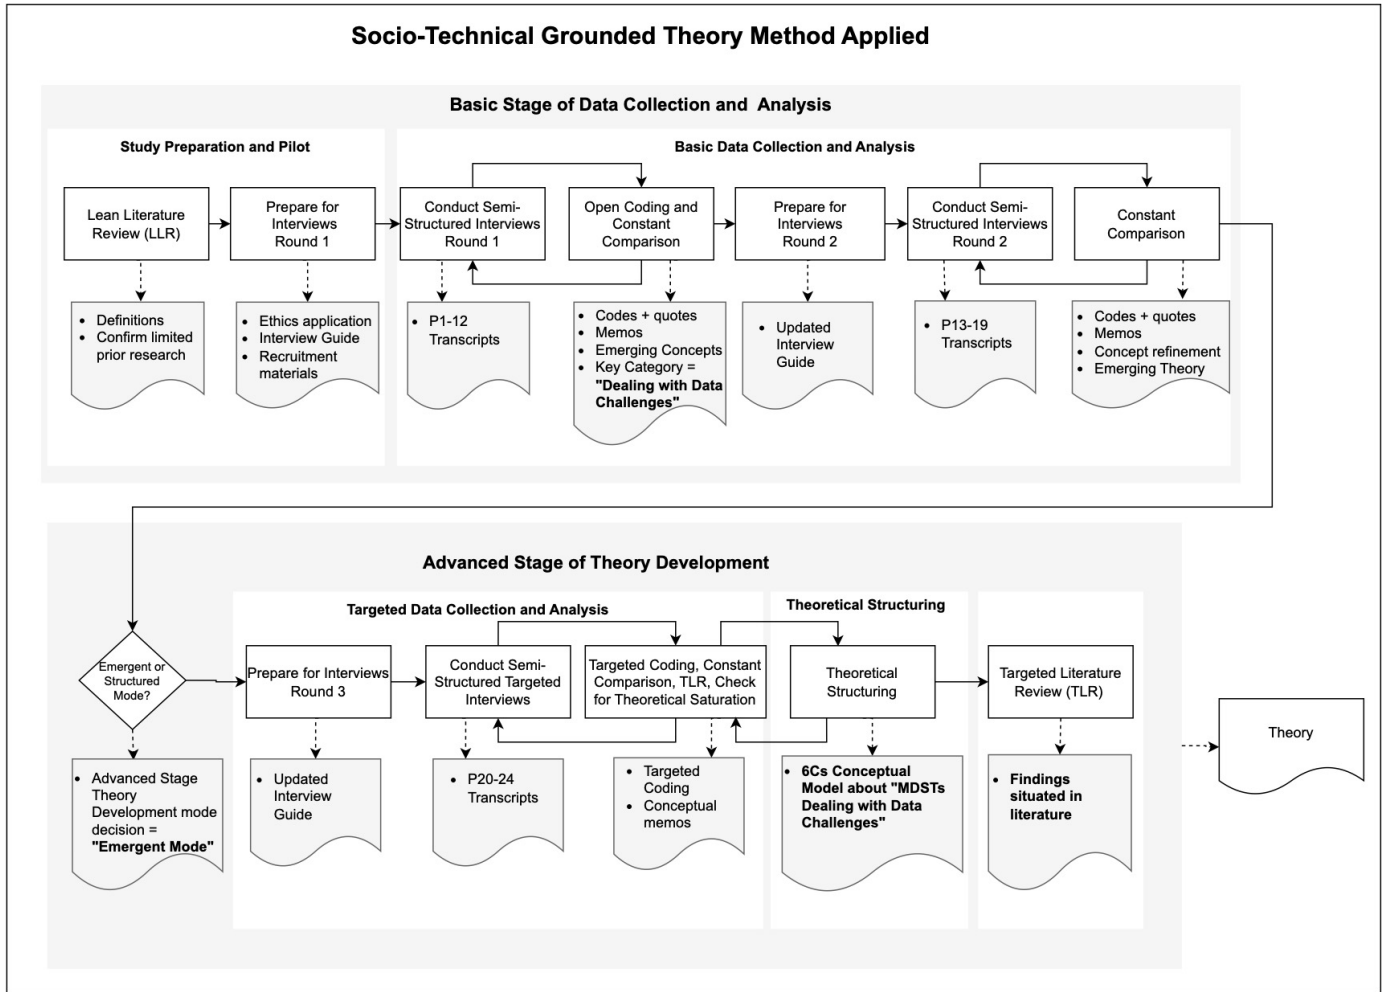 Socio-Technical Grounded Theory Method Applied
Basic Stage of Data Collection and Analysis
Study Preparation and Pilot
Basic Data Collection and Analysis
Lean Literature
Review (LLR)
Prepare for
Interviews
Round 1
Conduct Semi-
Structured Interviews
Round 1
Open Coding and
Constant
Comparison
Prepare for
Interviews
Round 2
Conduct Semi-
Structured Interviews
Round 2
Constant
Comparison
• Definitions
• Confirm limited
prior research
• Ethics application
• Interview Guide
• Recruitment
materials
• P1-12
Transcripts
• Codes + quotes
• Memos
• Emerging Concepts
• Key Category =
"Dealing with Data
Challenges"
• Updated
Interview
Guide
• P13-19
Transcripts
• Codes + quotes
• Memos
• Concept refinement
• Emerging Theory
Advanced Stage of Theory Development
Targeted Data Collection and Analysis
Theoretical Structuring
Emergent or
Structured
Mode?
Prepare for Interviews
Round 3
Conduct Semi-
Structured Targeted
Interviews
Targeted Coding, Constant
Comparison, TLR, Check
for Theoretical Saturation
Theoretical
Structuring
Targeted Literature
Review (TLR)
Theory
• Advanced Stage
Theory
Development mode
decision =
"Emergent Mode"
• Updated
Interview
Guide
• P20-24
Transcripts
• Targeted
Coding
• Conceptual
memos
• 6Cs Conceptual
Model about "MDSTs
Dealing with Data
Challenges"
• Findings
situated in
literature